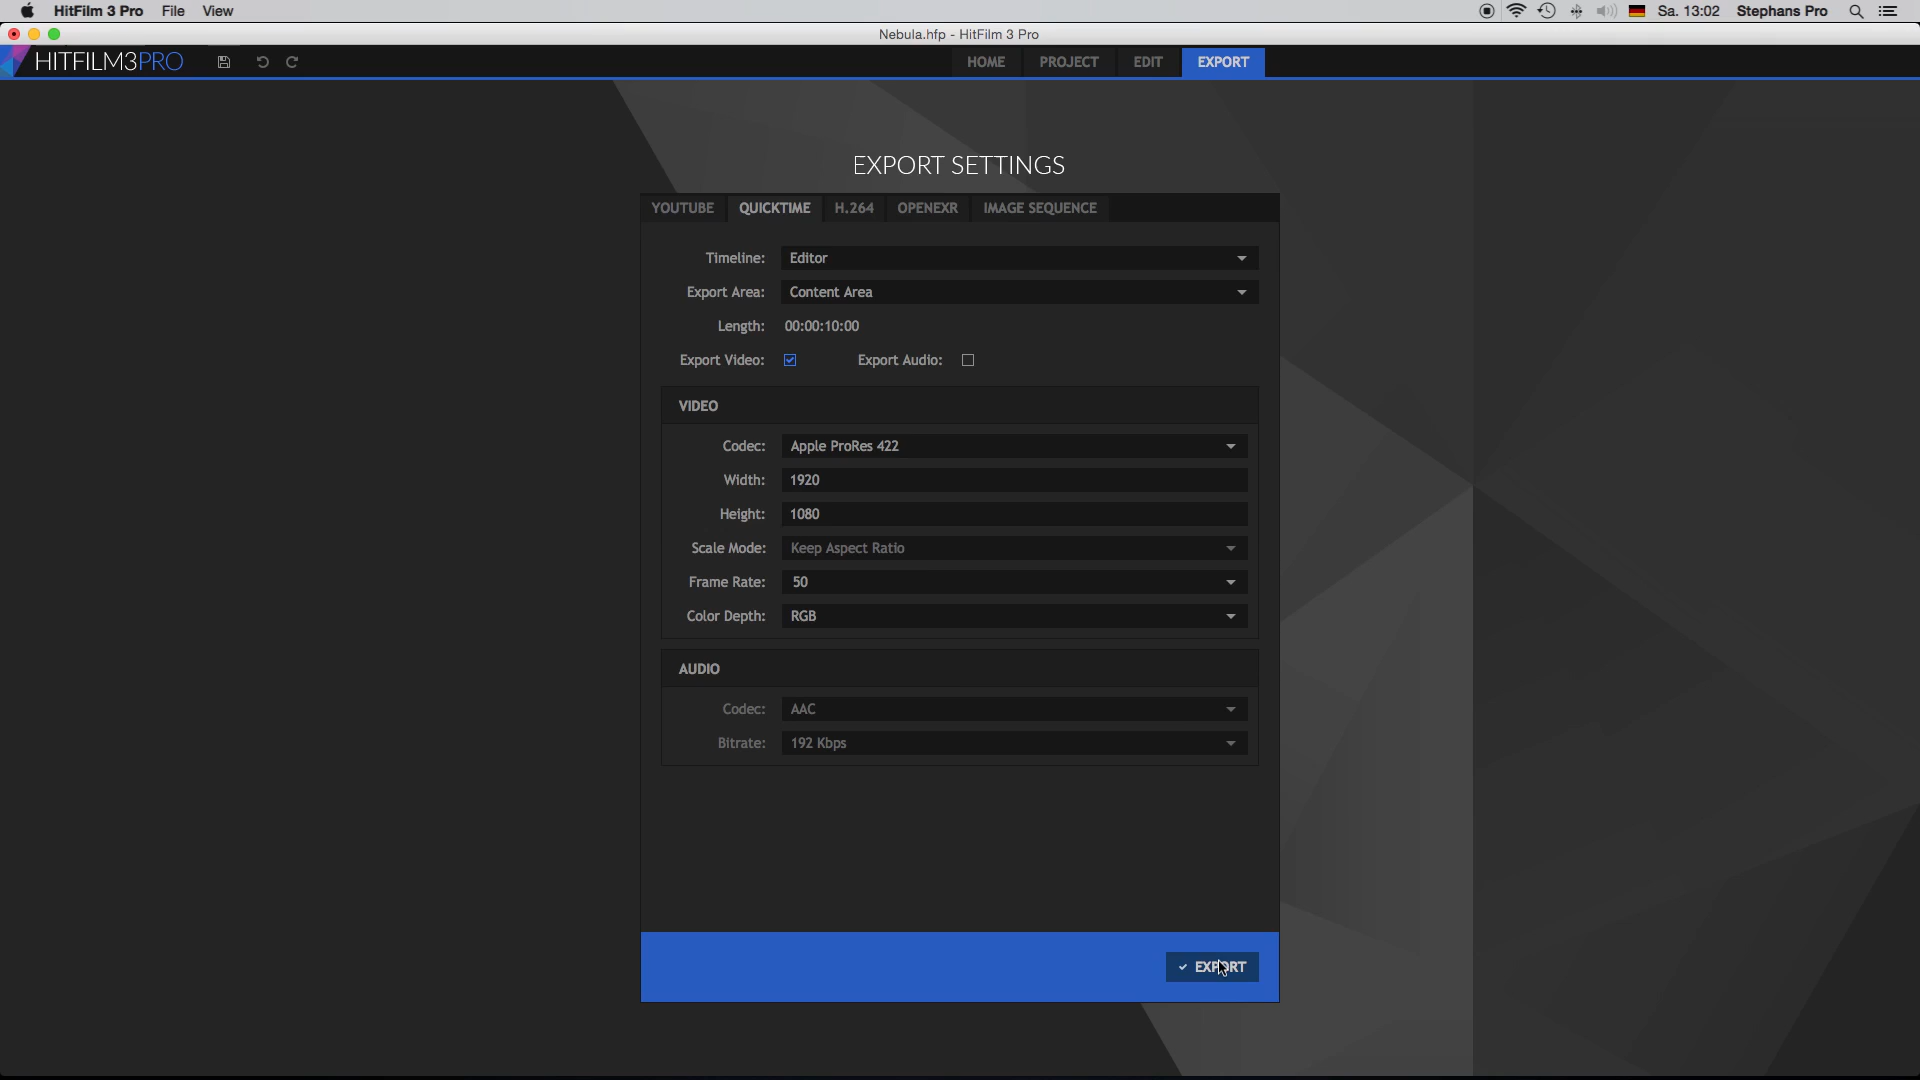 HitFilm 3 Pro File View Sa. 13:02 Stephans Pro
Nebula.hfp - HitFilm 3 Pro
HITFILM3PRO HOME PROJECT EDIT EXPORT
EXPORT SETTINGS
YOUTUBE QUICKTIME H.264 OPENEXR IMAGE SEQUENCE
Timeline: Editor
Export Area: Content Area
Length: 00:00:10:00
Export Video: Export Audio:
VIDEO
Codec: Apple ProRes 422
Width: 1920
Height: 1080
Scale Mode: Keep Aspect Ratio
Frame Rate: 50
Color Depth: RGB
AUDIO
Codec: AAC
Bitrate: 192 Kbps
EXPORT